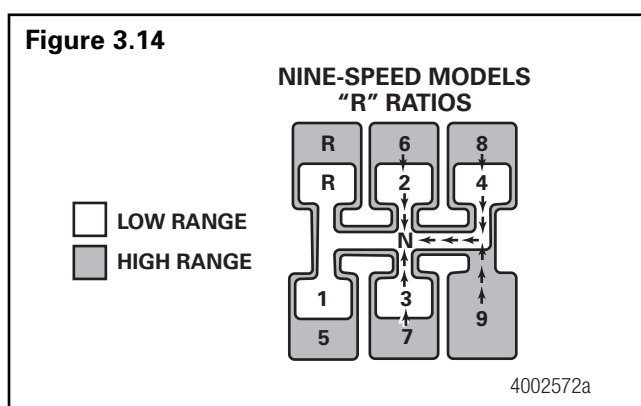 Figure 3.14
NINE-SPEED MODELS
“R” RATIOS
R 6 8
R 2 4
LOW RANGE
N
HIGH RANGE
1 3
9
5 7
4002572a